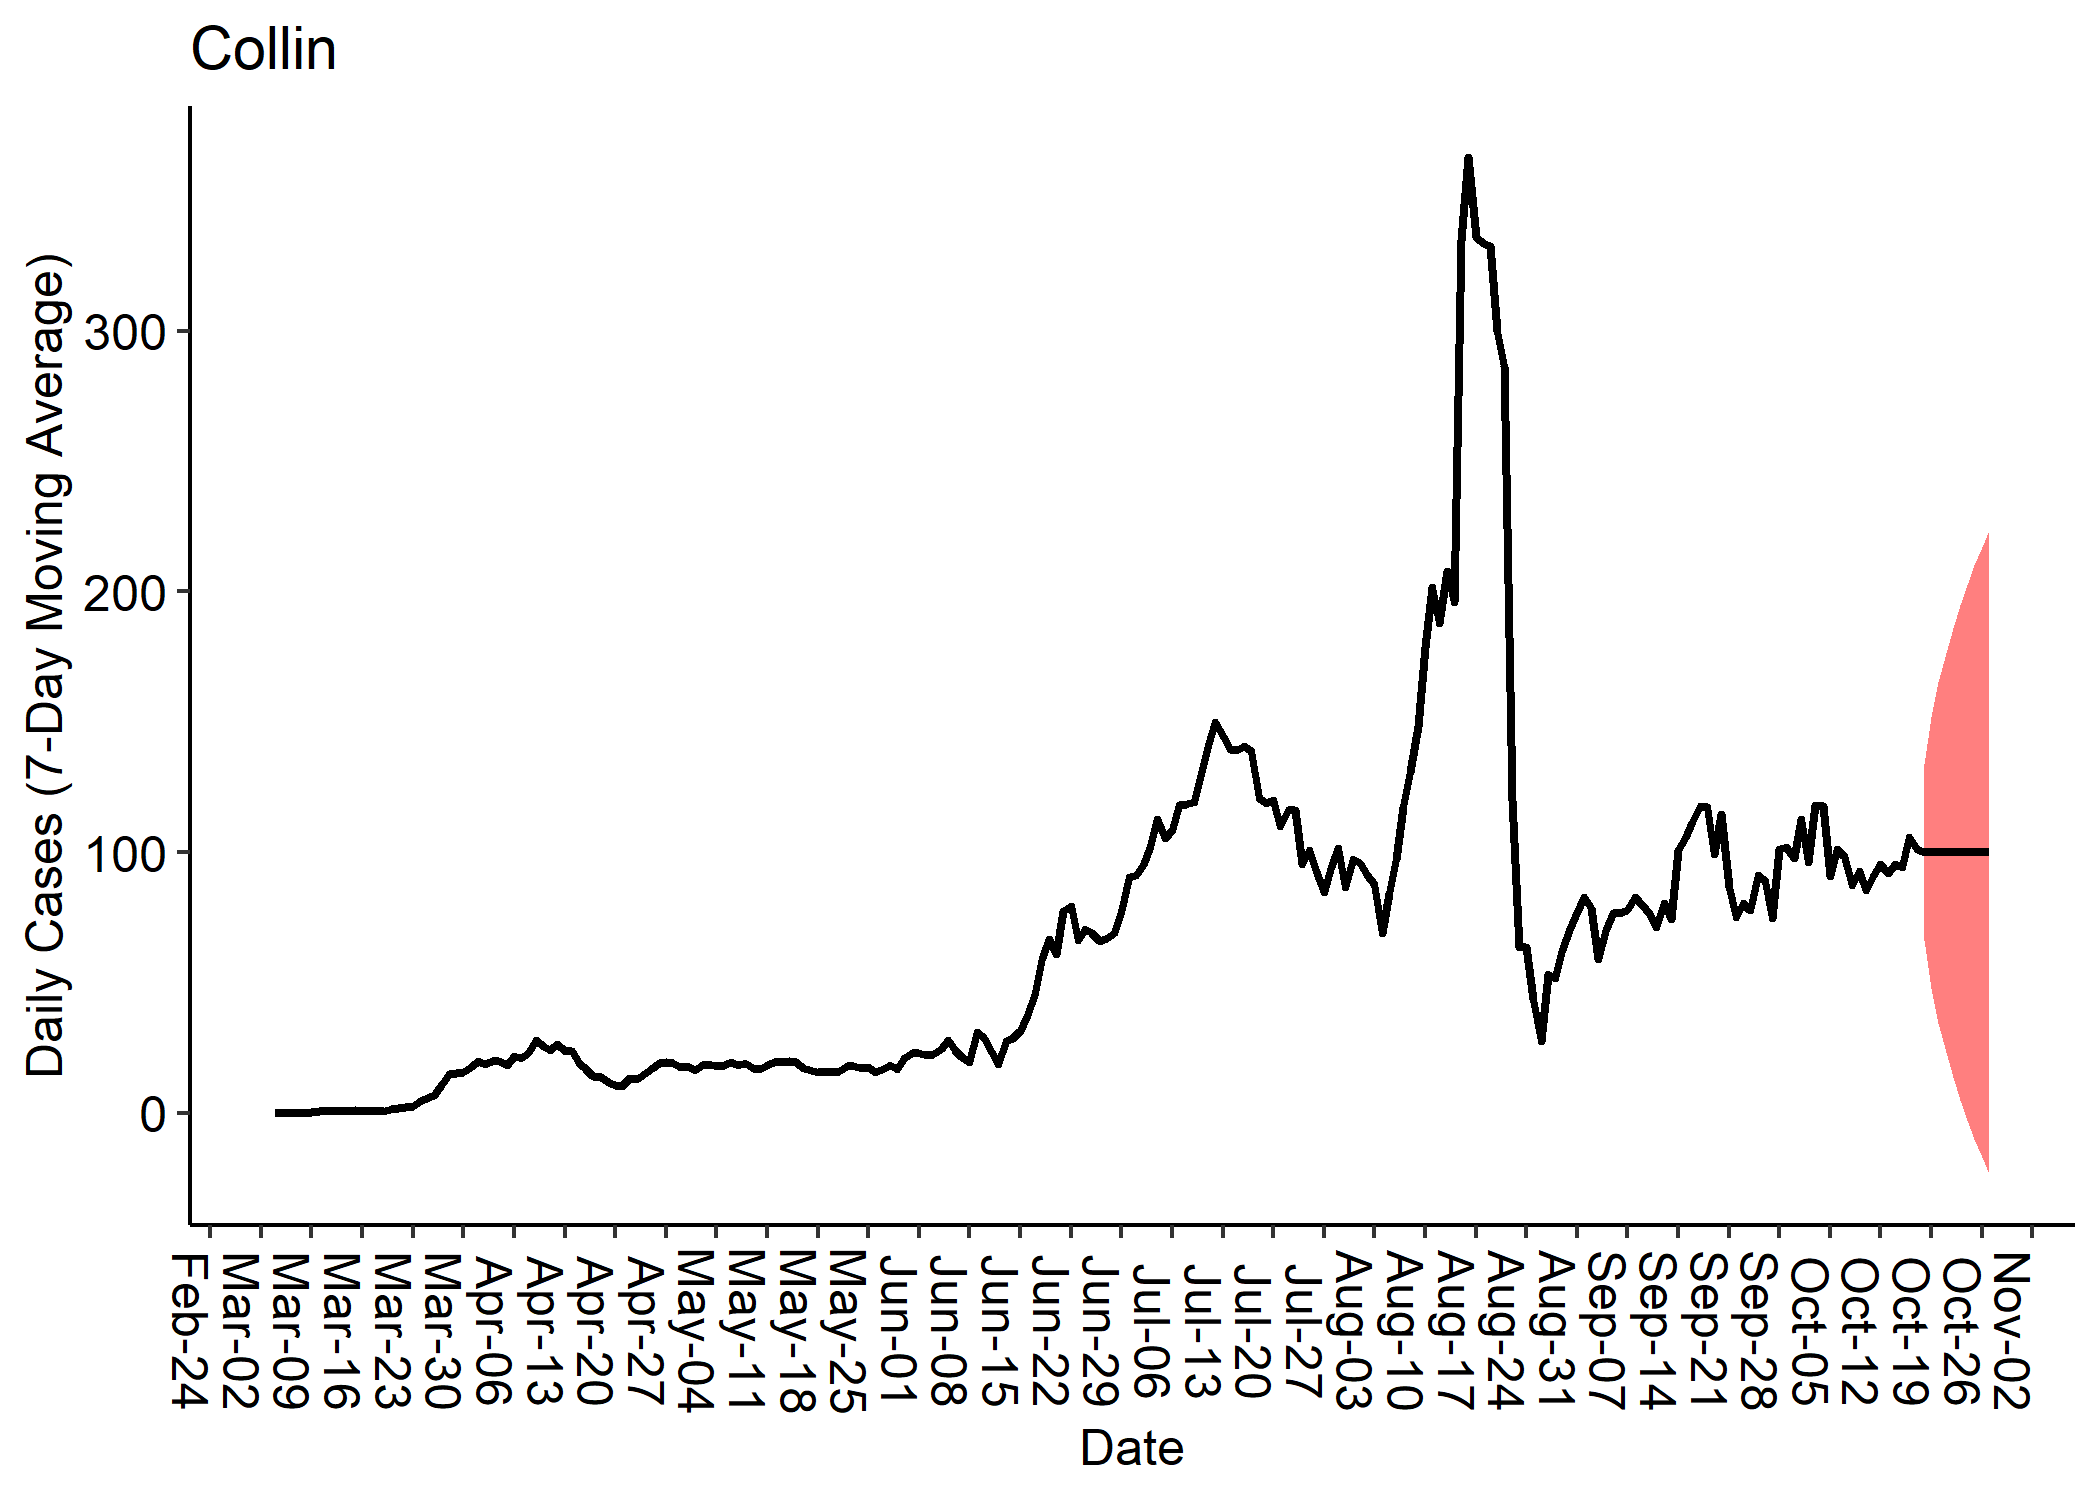 Collin
Daily Cases (7-Day Moving Average)
300
200
100
0
Feb-24
Mar-02
Mar-09
Mar-16
Mar-23
Mar-30
Apr-06
Apr-13
Apr-20
Apr-27
May-04
May-11
May-18
May-25
Jun-01
Jun-08
Jun-15
Jun-22
Jun-29
Jul-06
Jul-13
Jul-20
Jul-27
Aug-03
Aug-10
Aug-17
Aug-24
Aug-31
Sep-07
Sep-14
Sep-21
Sep-28
Oct-05
Oct-12
Oct-19
Oct-26
Nov-02
Date